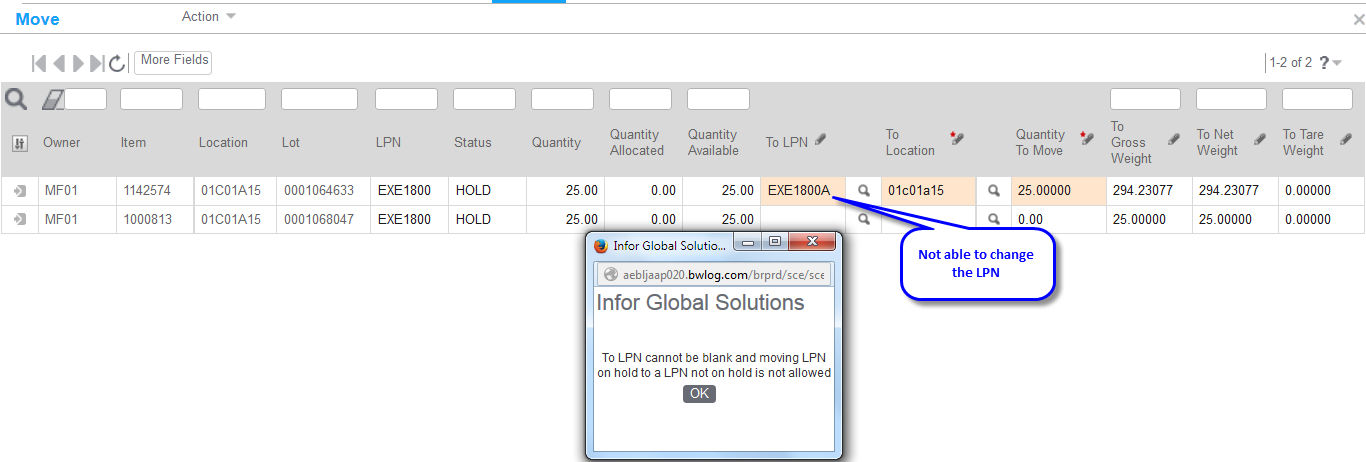 Move
Action
More Fields
1-2 of 2 ?
Owner Item Location Lot LPN Status Quantity Quantity Allocated Quantity Available To LPN To Location Quantity To Move To Gross Weight To Net Weight To Tare Weight
MF01 1142574 01C01A15 0001064633 EXE1800 HOLD 25.00 0.00 25.00 EXE1800A 01c01a15 25.00000 294.23077 294.23077 0.00000
MF01 1000813 01C01A15 0001068047 EXE1800 HOLD 25.00 0.00 25.00 0.00 25.00000 25.00000 0.00000
Not able to change
the LPN
Infor Global Solutio...
aebljaap020.bwlog.com/brprd/sce/sce
Infor Global Solutions
To LPN cannot be blank and moving LPN
on hold to a LPN not on hold is not allowed
OK